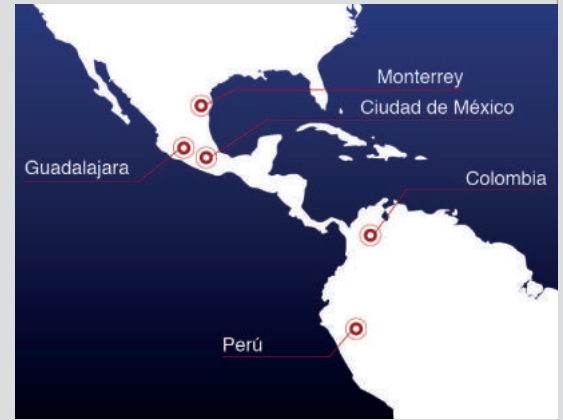 Monterrey
Ciudad de México
Guadalajara
Colombia
Perú